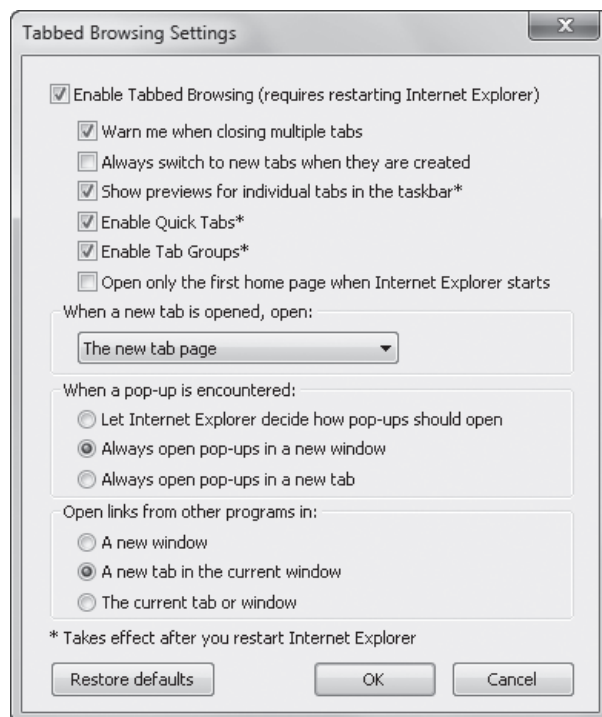 Tabbed Browsing Settings
Enable Tabbed Browsing (requires restarting Internet Explorer)
Warn me when closing multiple tabs
Always switch to new tabs when they are created
Show previews for individual tabs in the taskbar*
Enable Quick Tabs*
Enable Tab Groups*
Open only the first home page when Internet Explorer starts
When a new tab is opened, open:
The new tab page
When a pop-up is encountered:
Let Internet Explorer decide how pop-ups should open
Always open pop-ups in a new window
Always open pop-ups in a new tab
Open links from other programs in:
A new window
A new tab in the current window
The current tab or window
* Takes effect after you restart Internet Explorer
Restore defaults OK Cancel